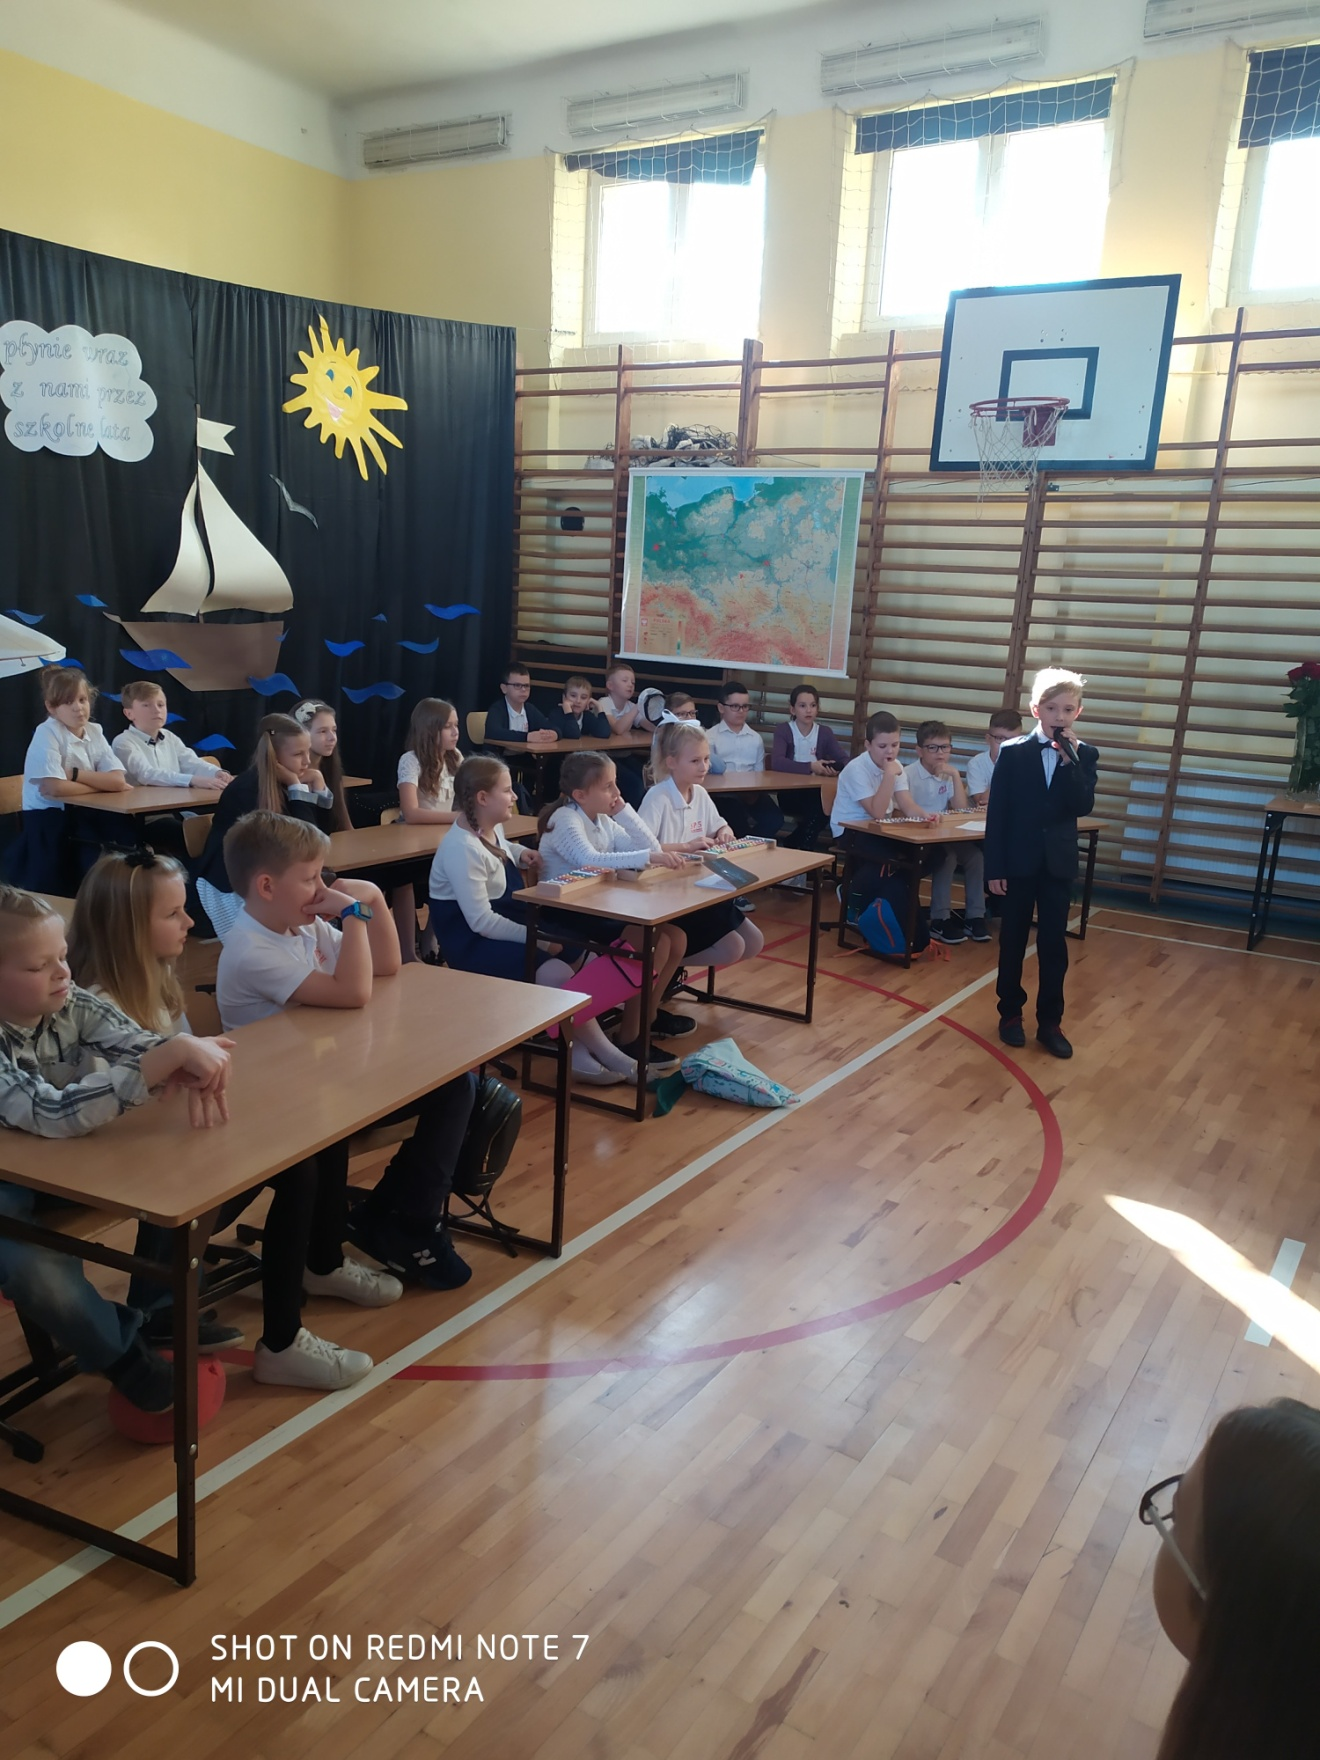 płynie wraz
z nami przez
szkolne lata
SHOT ON REDMI NOTE 7
MI DUAL CAMERA